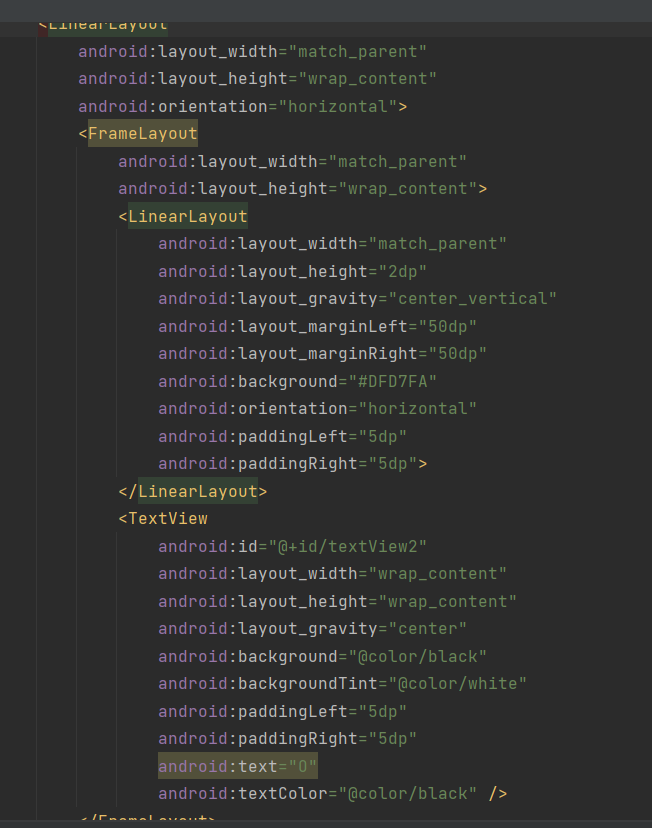 <LinearLayout
android:layout_width="match_parent"
android:layout_height="wrap_content"
android:orientation="horizontal">
<FrameLayout
android:layout_width="match_parent"
android:layout_height="wrap_content">
<LinearLayout
android:layout_width="match_parent"
android:layout_height="2dp"
android:layout_gravity="center_vertical"
android:layout_marginLeft="50dp"
android:layout_marginRight="50dp"
android:background="#DFD7FA"
android:orientation="horizontal"
android:paddingLeft="5dp"
android:paddingRight="5dp">
</LinearLayout>
<TextView
android:id="@+id/textView2"
android:layout_width="wrap_content"
android:layout_height="wrap_content"
android:layout_gravity="center"
android:background="@color/black"
android:backgroundTint="@color/white"
android:paddingLeft="5dp"
android:paddingRight="5dp"
android:text="O"
android:textColor="@color/black" />
</FrameLayout>